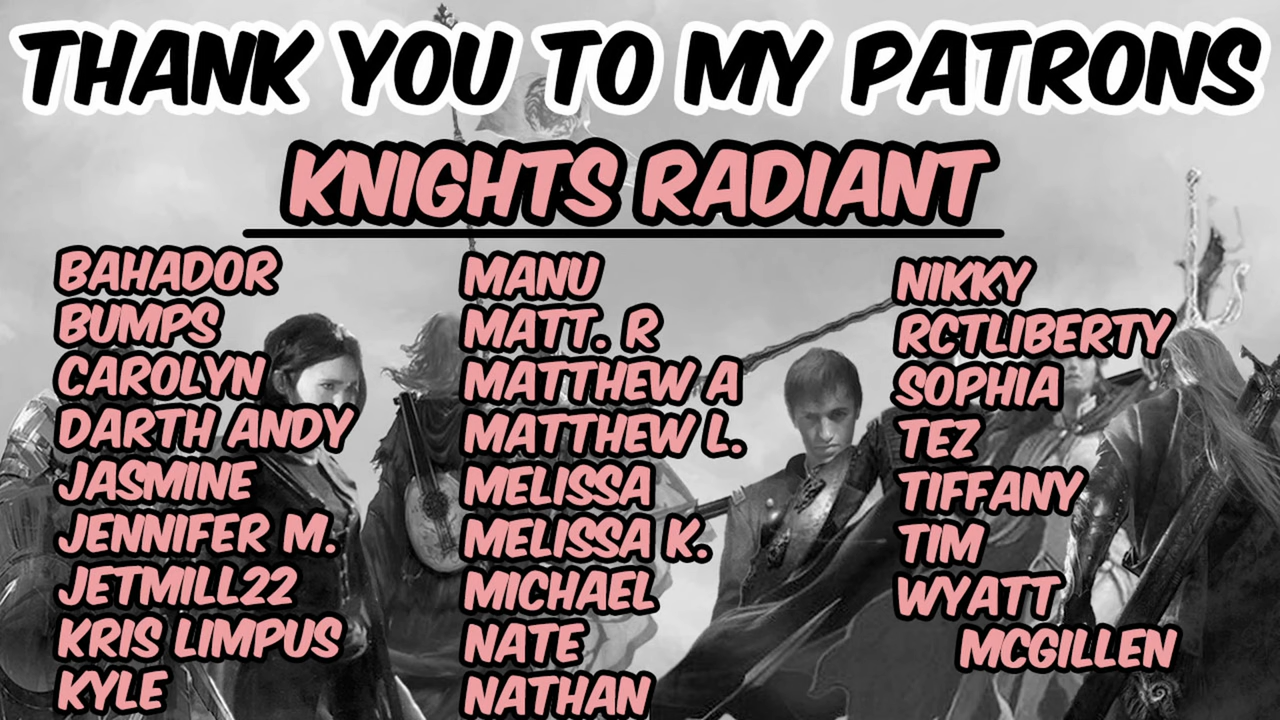 THANK YOU TO MY PATRONS
KNIGHTS RADIANT
BAHADOR
BUMPS
CAROLYN
DARTH ANDY
JASMINE
JENNIFER M.
JETMILL22
KRIS LIMPUS
KYLE
MANU
MATT. R
MATTHEW A
MATTHEW L.
MELISSA
MELISSA K.
MICHAEL
NATE
NATHAN
NIKKY
RCTLIBERTY
SOPHIA
TEZ
TIFFANY
TIM
WYATT
MCGILLEN